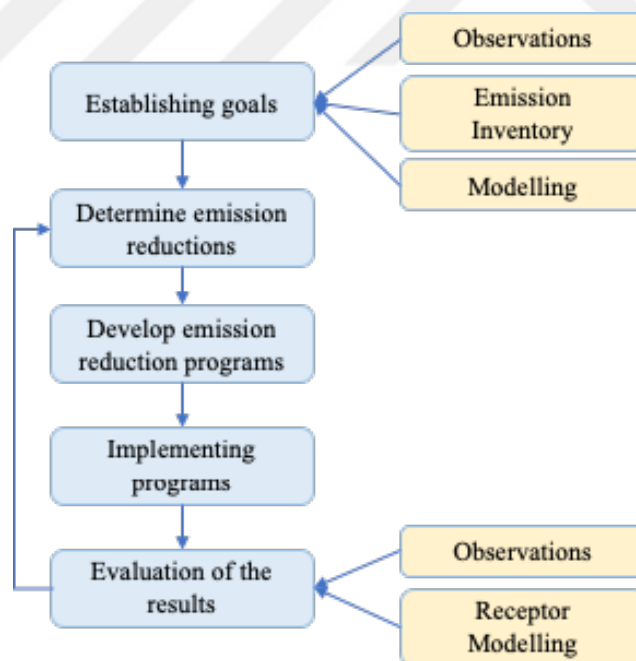 Observations
Establishing goals
Emission
Inventory
Modelling
Determine emission
reductions
Develop emission
reduction programs
Implementing
programs
Observations
Evaluation of the
results
Receptor
Modelling